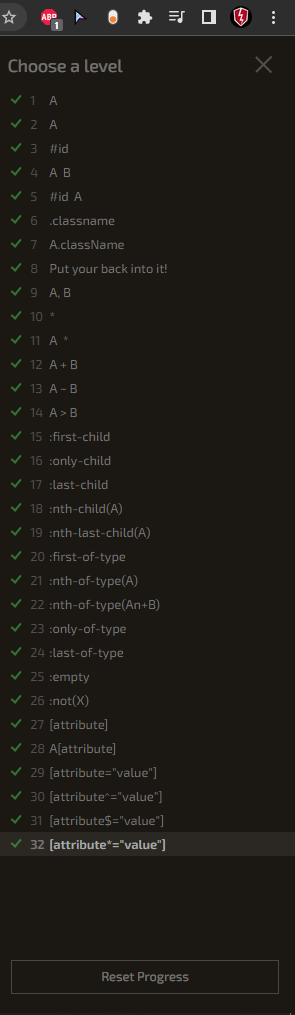 ABP
1
Choose a level
1 A
2 A
3 #id
4 A B
5 #id A
6 .classname
7 A.className
8 Put your back into it!
9 A, B
10 *
11 A *
12 A + B
13 A ~ B
14 A > B
15 :first-child
16 :only-child
17 :last-child
18 :nth-child(A)
19 :nth-last-child(A)
20 :first-of-type
21 :nth-of-type(A)
22 :nth-of-type(An+B)
23 :only-of-type
24 :last-of-type
25 :empty
26 :not(X)
27 [attribute]
28 A[attribute]
29 [attribute="value"]
30 [attribute^="value"]
31 [attribute$="value"]
32 [attribute*="value"]
Reset Progress